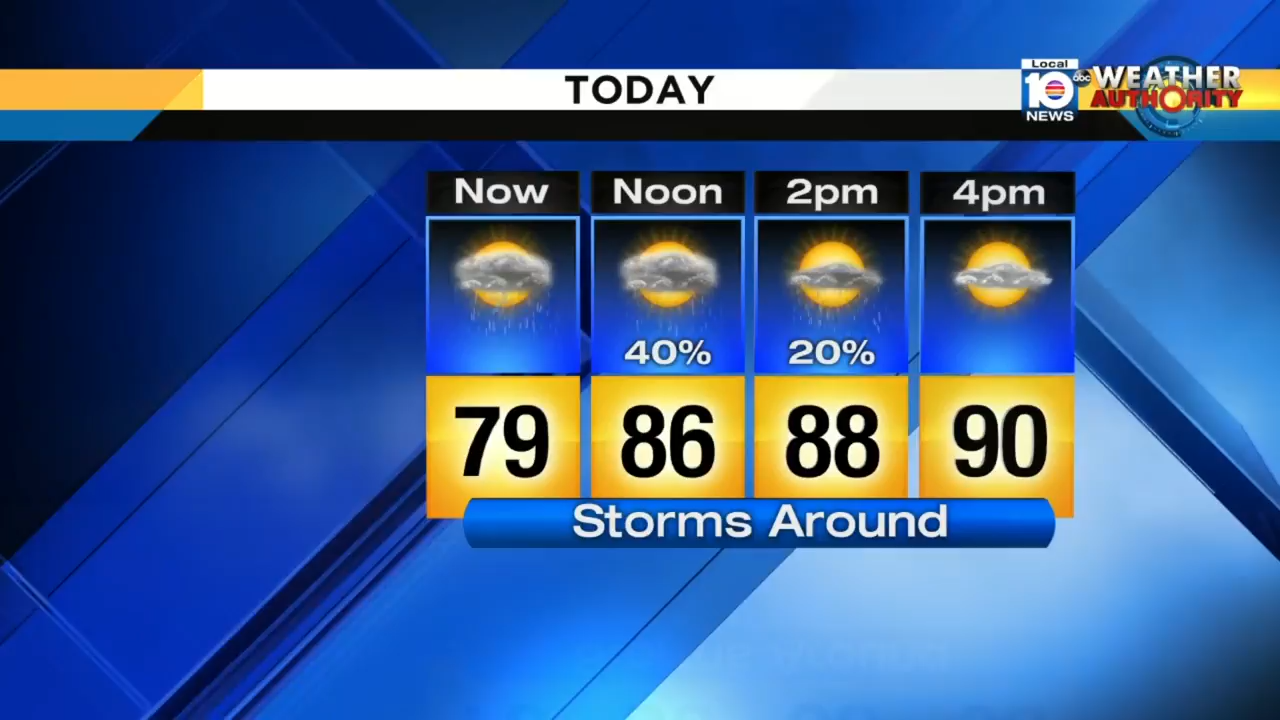 TODAY
Local
10
NEWS
abc
WEATHER
AUTHORITY
Now Noon 2pm 4pm
40% 20%
79 86 88 90
Storms Around